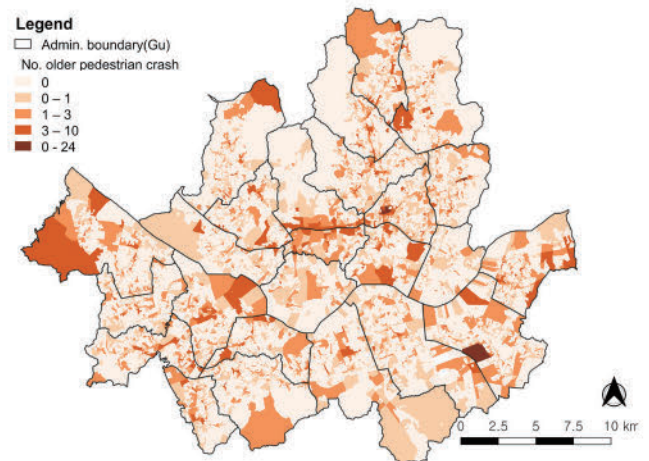 Legend
Admin. boundary(Gu)
No. older pedestrian crash
0
0 – 1
1 – 3
3 – 10
0 - 24
0 2.5 5 7.5 10 km